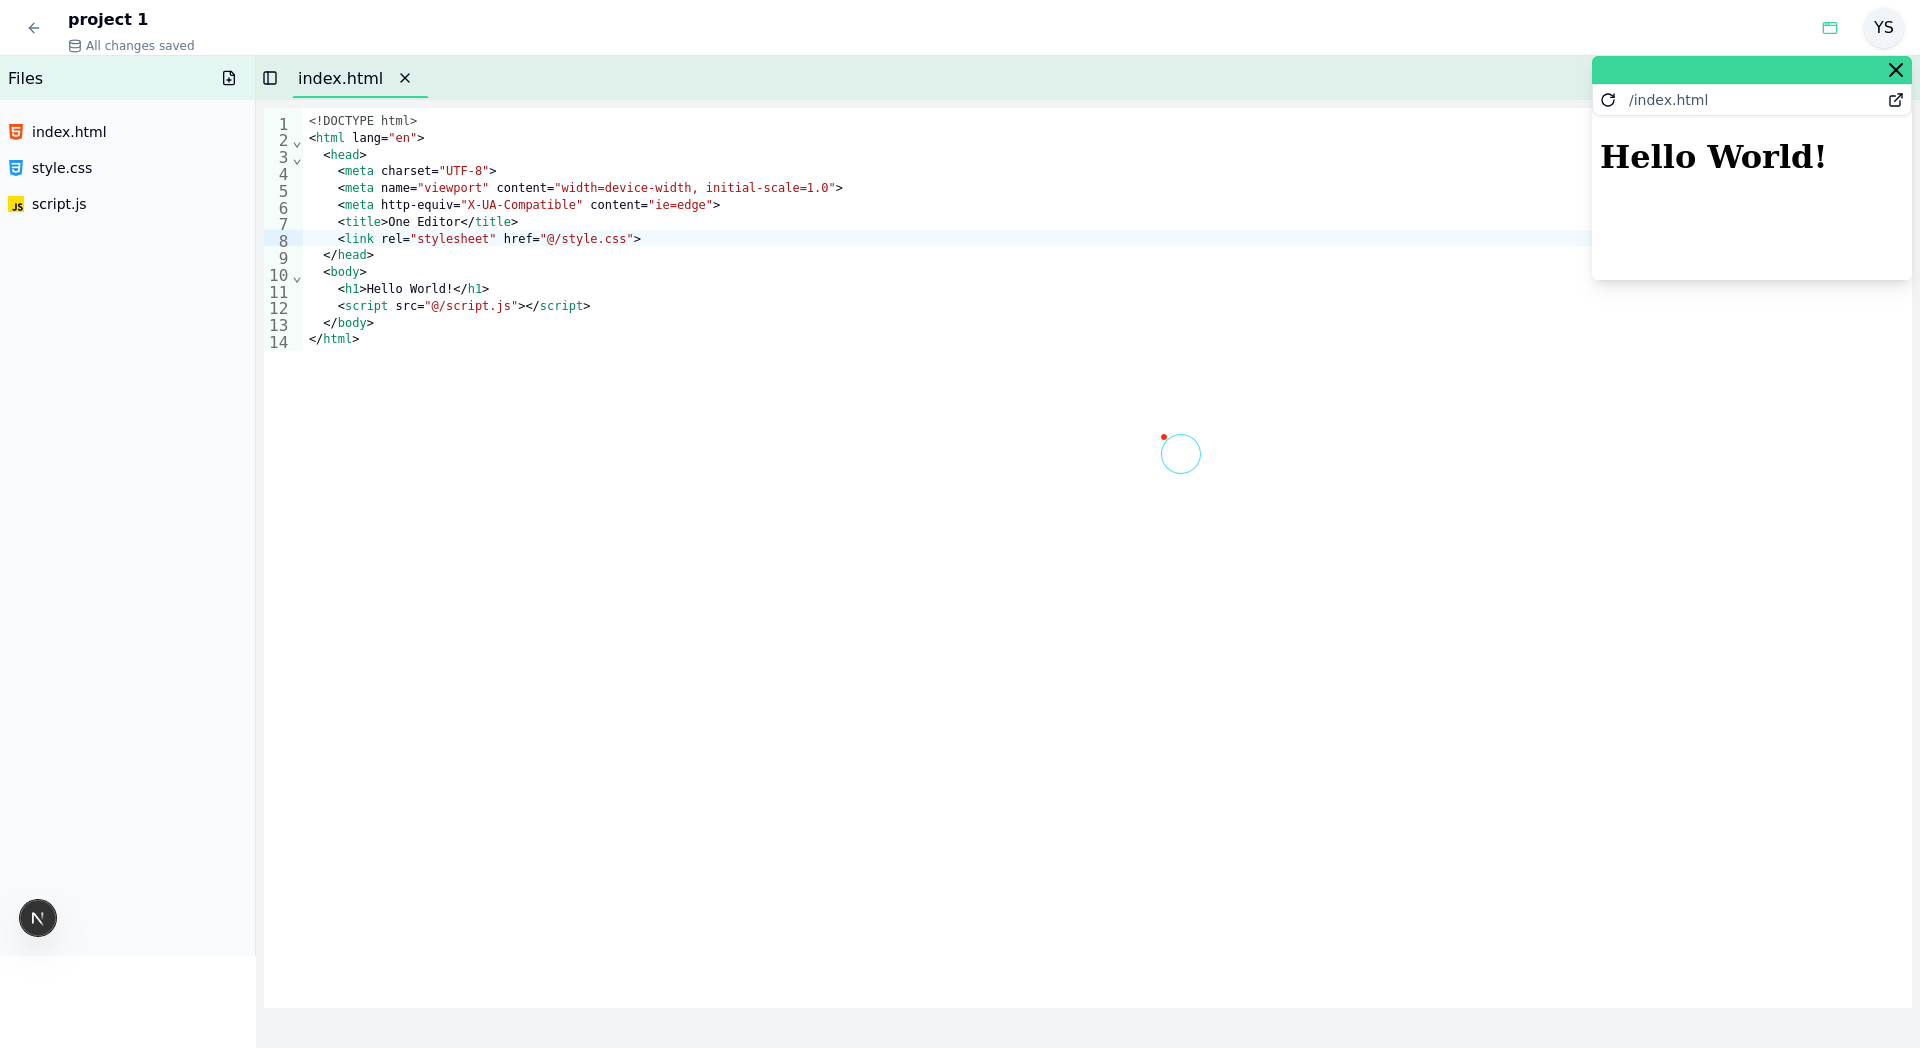 project 1
All changes saved
YS
Files
index.html
index.html
style.css
script.js
1 <!DOCTYPE html>
2 <html lang="en">
3   <head>
4     <meta charset="UTF-8">
5     <meta name="viewport" content="width=device-width, initial-scale=1.0">
6     <meta http-equiv="X-UA-Compatible" content="ie=edge">
7     <title>One Editor</title>
8     <link rel="stylesheet" href="@/style.css">
9   </head>
10   <body>
11     <h1>Hello World!</h1>
12     <script src="@/script.js"></script>
13   </body>
14 </html>
/index.html
Hello World!
N